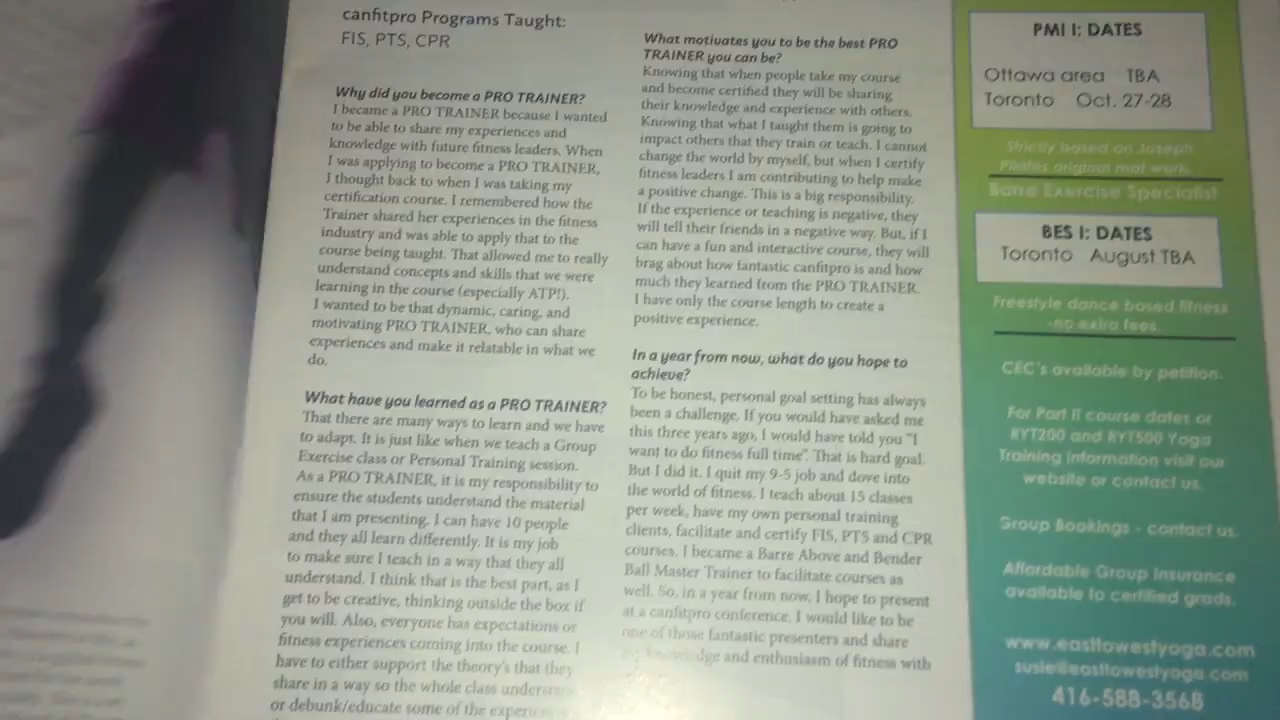 canfitpro Programs Taught:
FIS, PTS, CPR
Why did you become a PRO TRAINER?
I became a PRO TRAINER because I wanted
to be able to share my experiences and
knowledge with future fitness leaders. When
I was applying to become a PRO TRAINER,
I thought back to when I was taking my
certification course. I remembered how the
Trainer shared her experiences in the fitness
industry and was able to apply that to the
course being taught. That allowed me to really
understand concepts and skills that we were
learning in the course (especially ATP!).
I wanted to be that dynamic, caring, and
motivating PRO TRAINER, who can share
experiences and make it relatable in what we
do.
What have you learned as a PRO TRAINER?
That there are many ways to learn and we have
to adapt. It is just like when we teach a Group
Exercise class or Personal Training session.
As a PRO TRAINER, it is my responsibility to
ensure the students understand the material
that I am presenting. I can have 10 people
and they all learn differently. It is my job
to make sure I teach in a way that they all
understand. I think that is the best part, as I
get to be creative, thinking outside the box if
you will. Also, everyone has expectations or
fitness experiences coming into the course. I
have to either support the theory's that they
share in a way so the whole class
or debunk/educate some of the
What motivates you to be the best PRO
TRAINER you can be?
Knowing that when people take my course
and become certified they will be sharing
their knowledge and experience with others.
Knowing that what I taught them is going to
impact others that they train or teach. I cannot
change the world by myself, but when I certify
fitness leaders I am contributing to help make
a positive change. This is a big responsibility.
If the experience or teaching is negative, they
will tell their friends in a negative way. But, if I
can have a fun and interactive course, they will
brag about how fantastic canfitpro is and how
much they learned from the PRO TRAINER.
I have only the course length to create a
positive experience.
In a year from now, what do you hope to
achieve?
To be honest, personal goal setting has always
been a challenge. If you would have asked me
this three years ago, I would have told you "I
want to do fitness full time". That is hard goal.
But I did it. I quit my 9-5 job and dove into
the world of fitness. I teach about 15 classes
per week, have my own personal training
clients, facilitate and certify FIS, PTS and CPR
courses. I became a Barre Above and Bender
Ball Master Trainer to facilitate courses as
well. So, in a year from now, I hope to present
at a canfitpro conference. I would like to be
one of those fantastic presenters and share
knowledge and enthusiasm of fitness with
PMI I: DATES
Ottawa area TBA
Toronto Oct. 27-28
Strictly based on Joseph
Pilates original mat work.
Barre Exercise Specialist
BES I: DATES
Toronto August TBA
Freestyle dance based fitness
-no extra fees
CEC's available by petition.
For Part II course dates or
RYT200 and RYT500 Yoga
Training information visit our
website or contact us.
Group Bookings - contact us.
Affordable Group Insurance
available to certified grads.
www.easttowestyoga.com
susie@easttowestyoga.com
416-588-3568